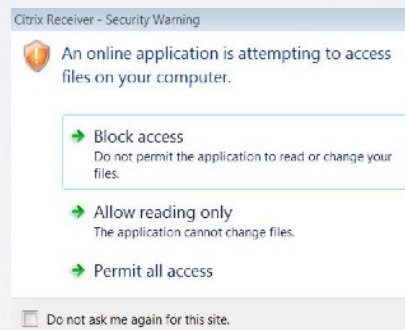 Citrix Receiver - Security Warning
An online application is attempting to access
files on your computer.
Block access
Do not permit the application to read or change your
files.
Allow reading only
The application cannot change files.
Permit all access
Do not ask me again for this site.